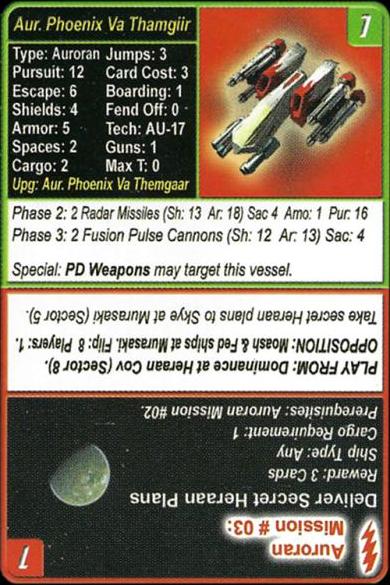 Aur. Phoenix Va Thamgiir
1
Type: Auroran Jumps: 3
Pursuit: 12 Card Cost: 3
Escape: 6 Boarding: 1
Shields: 4 Fend Off: 0
Armor: 5 Tech: AU-17
Spaces: 2 Guns: 1
Cargo: 2 Max T: 0
Upg: Aur. Phoenix Va Themgaar
Phase 2: 2 Radar Missiles (Sh: 13 Ar: 18) Sac 4 Amo: 1 Pur: 16
Phase 3: 2 Fusion Pulse Cannons (Sh: 12 Ar: 13) Sac: 4
Special: PD Weapons may target this vessel.
1
Auroran
Mission # 03:
Deliver Secret Heraan Plans
Reward: 3 Cards
Ship Type: Any
Cargo Requirement: 1
Prerequisites: Auroran Mission #02.
PLAY FROM: Dominance at Heraan Cov (Sector 8).
OPPOSITION: Moash & Fed ships at Murasaki. Flip: 8 Players: 1.
Take secret Heraan plans to Skye at Murasaki (Sector 5).